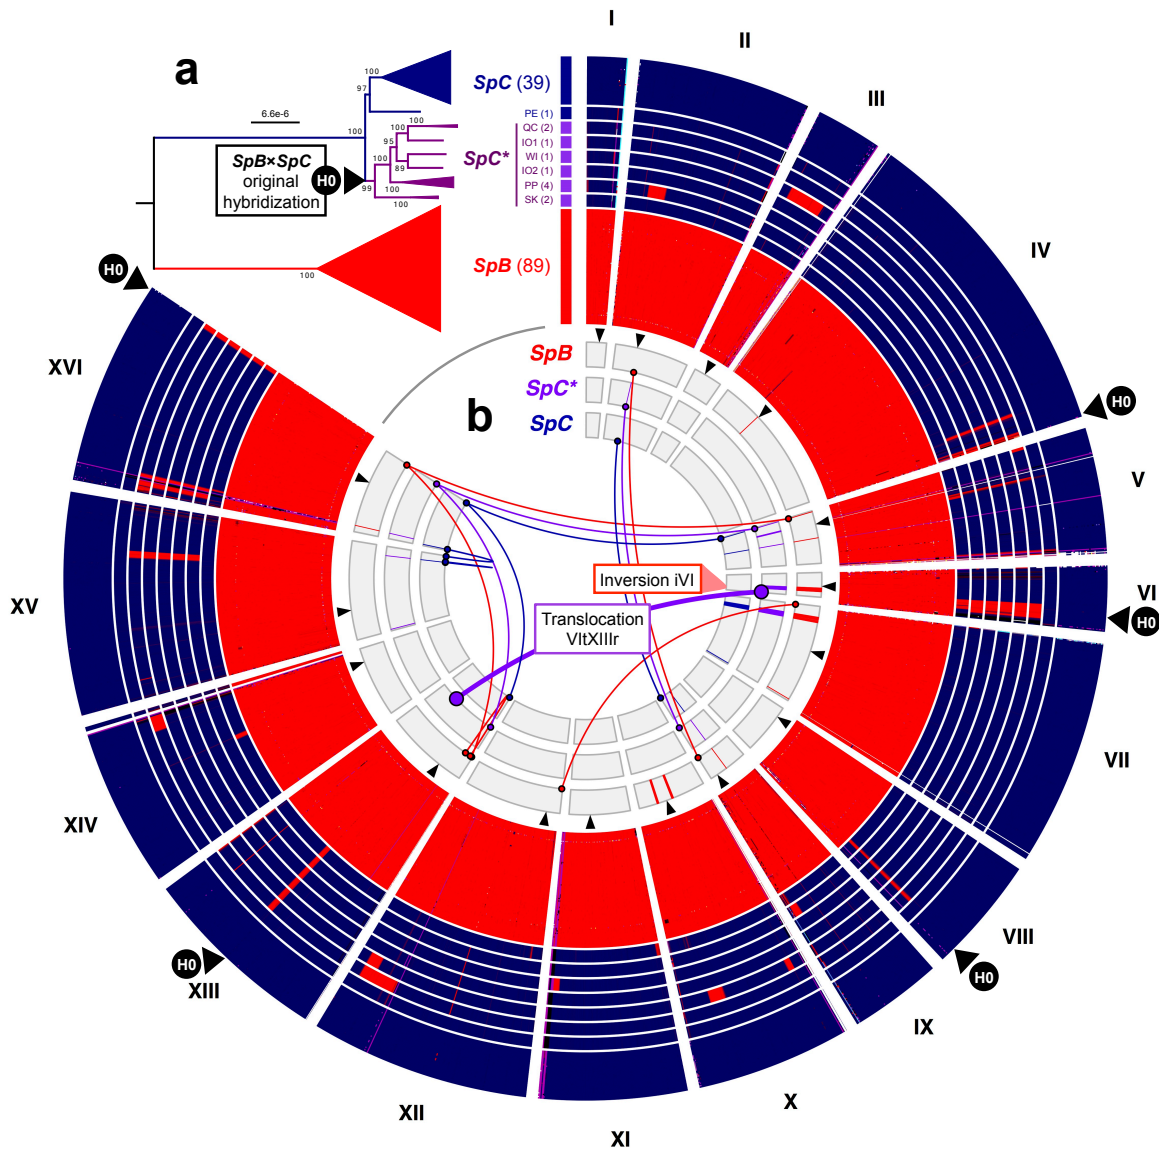 a
SpC (39)
PE (1)
QC (2)
IO1 (1)
WI (1)
IO2 (1)
PP (4)
SK (2)
SpC*
SpB (89)
6.6e-6
100
97
100
100
100
95
100
89
99
100
100
100
SpB×SpC
original
hybridization
H0
H0
I
II
III
IV
H0
V
VI
H0
VII
VIII
H0
IX
X
XI
XII
XIII
H0
XIV
XV
XVI
b
SpB
SpC*
SpC
Inversion iVI
Translocation
VItXIIIr